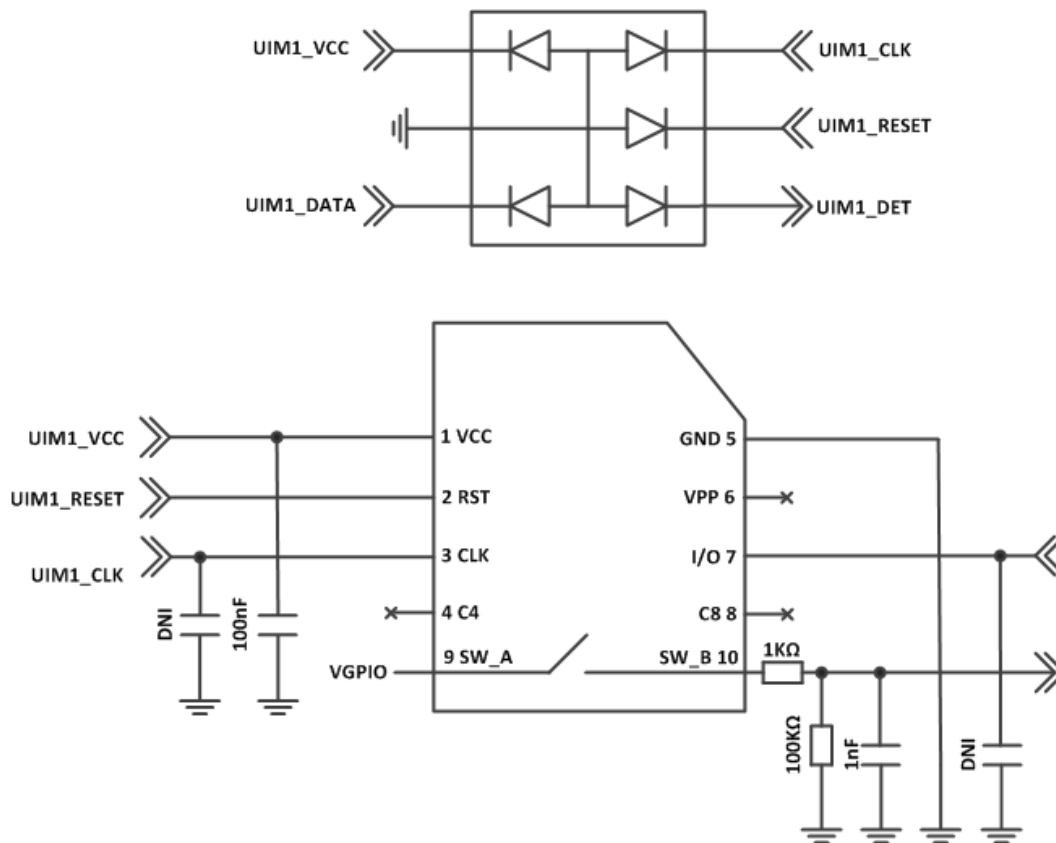 UIM1_VCC
UIM1_CLK
UIM1_RESET
UIM1_DATA
UIM1_DET
UIM1_VCC
1 VCC
GND 5
UIM1_RESET
2 RST
VPP 6
UIM1_CLK
3 CLK
I/O 7
4 C4
C8 8
DNI
100nF
VGPIO
9 SW_A
SW_B 10
1KΩ
100KΩ
1nF
DNI